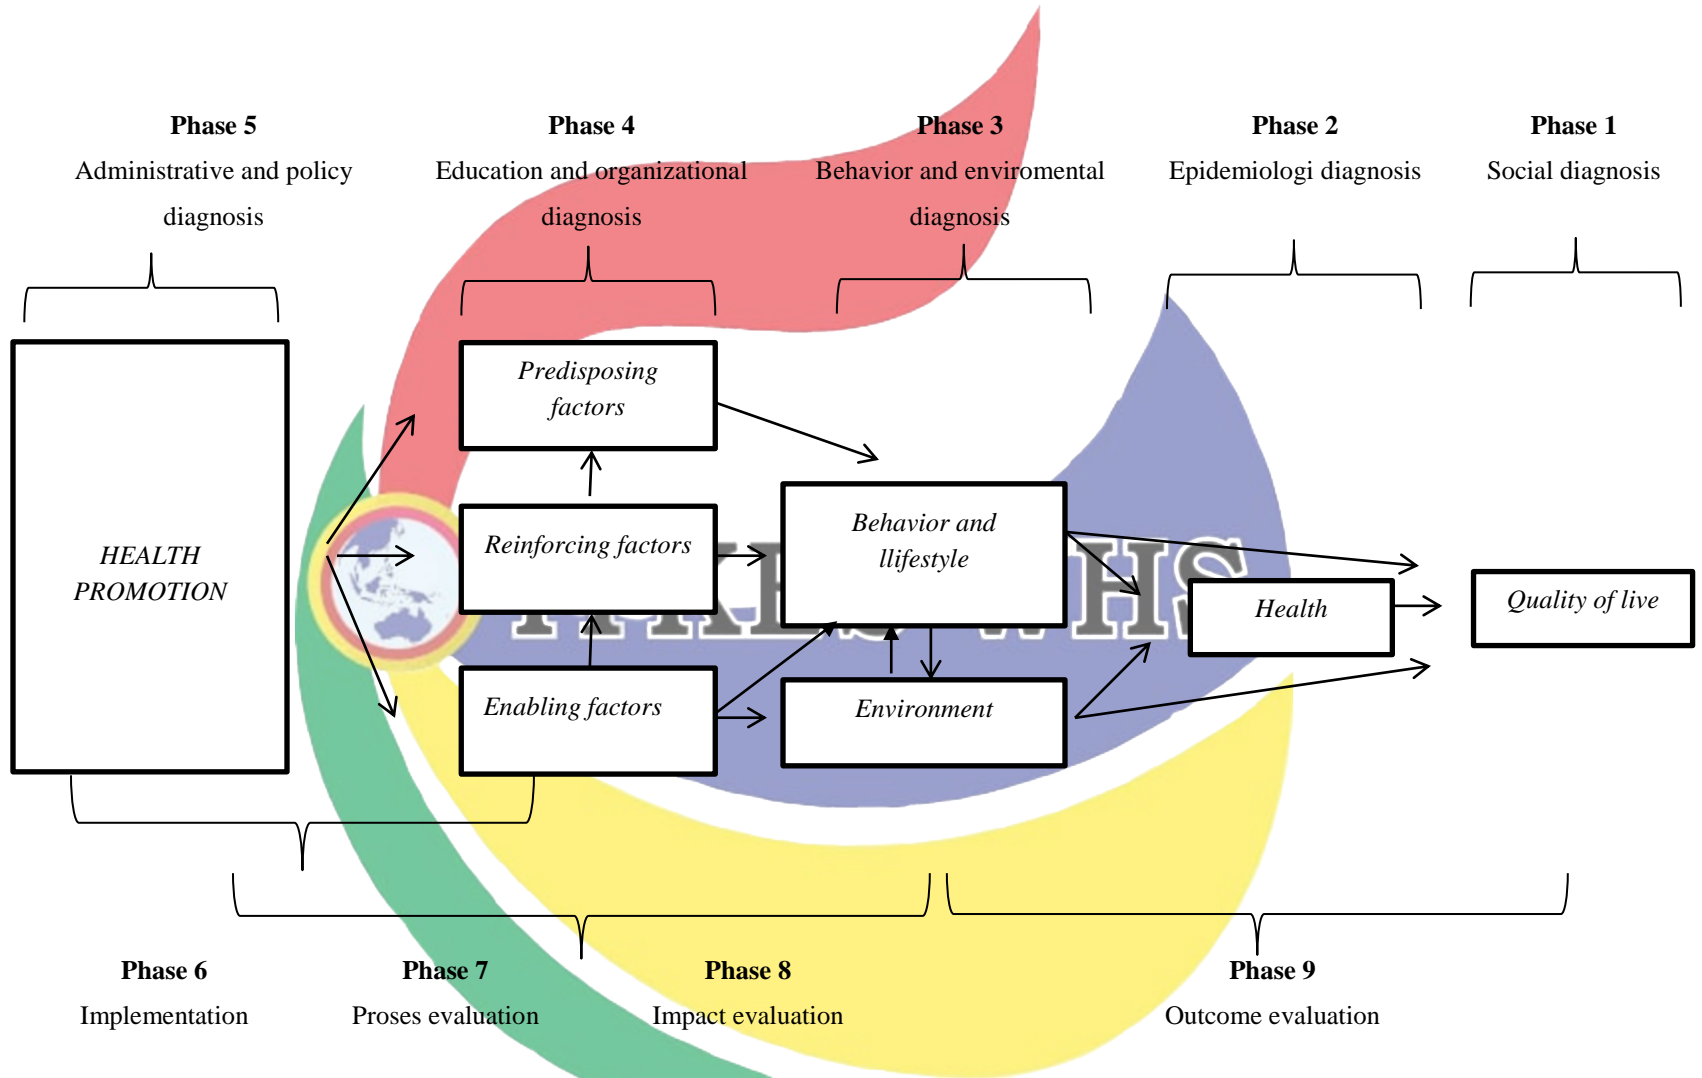 Phase 5
Administrative and policy
diagnosis
Phase 4
Education and organizational
diagnosis
Phase 3
Behavior and enviromental
diagnosis
Phase 2
Epidemiologi diagnosis
Phase 1
Social diagnosis
HEALTH
PROMOTION
Predisposing
factors
Reinforcing factors
Enabling factors
Behavior and
llifestyle
Environment
Health
Quality of live
WHS
Phase 6
Implementation
Phase 7
Proses evaluation
Phase 8
Impact evaluation
Phase 9
Outcome evaluation